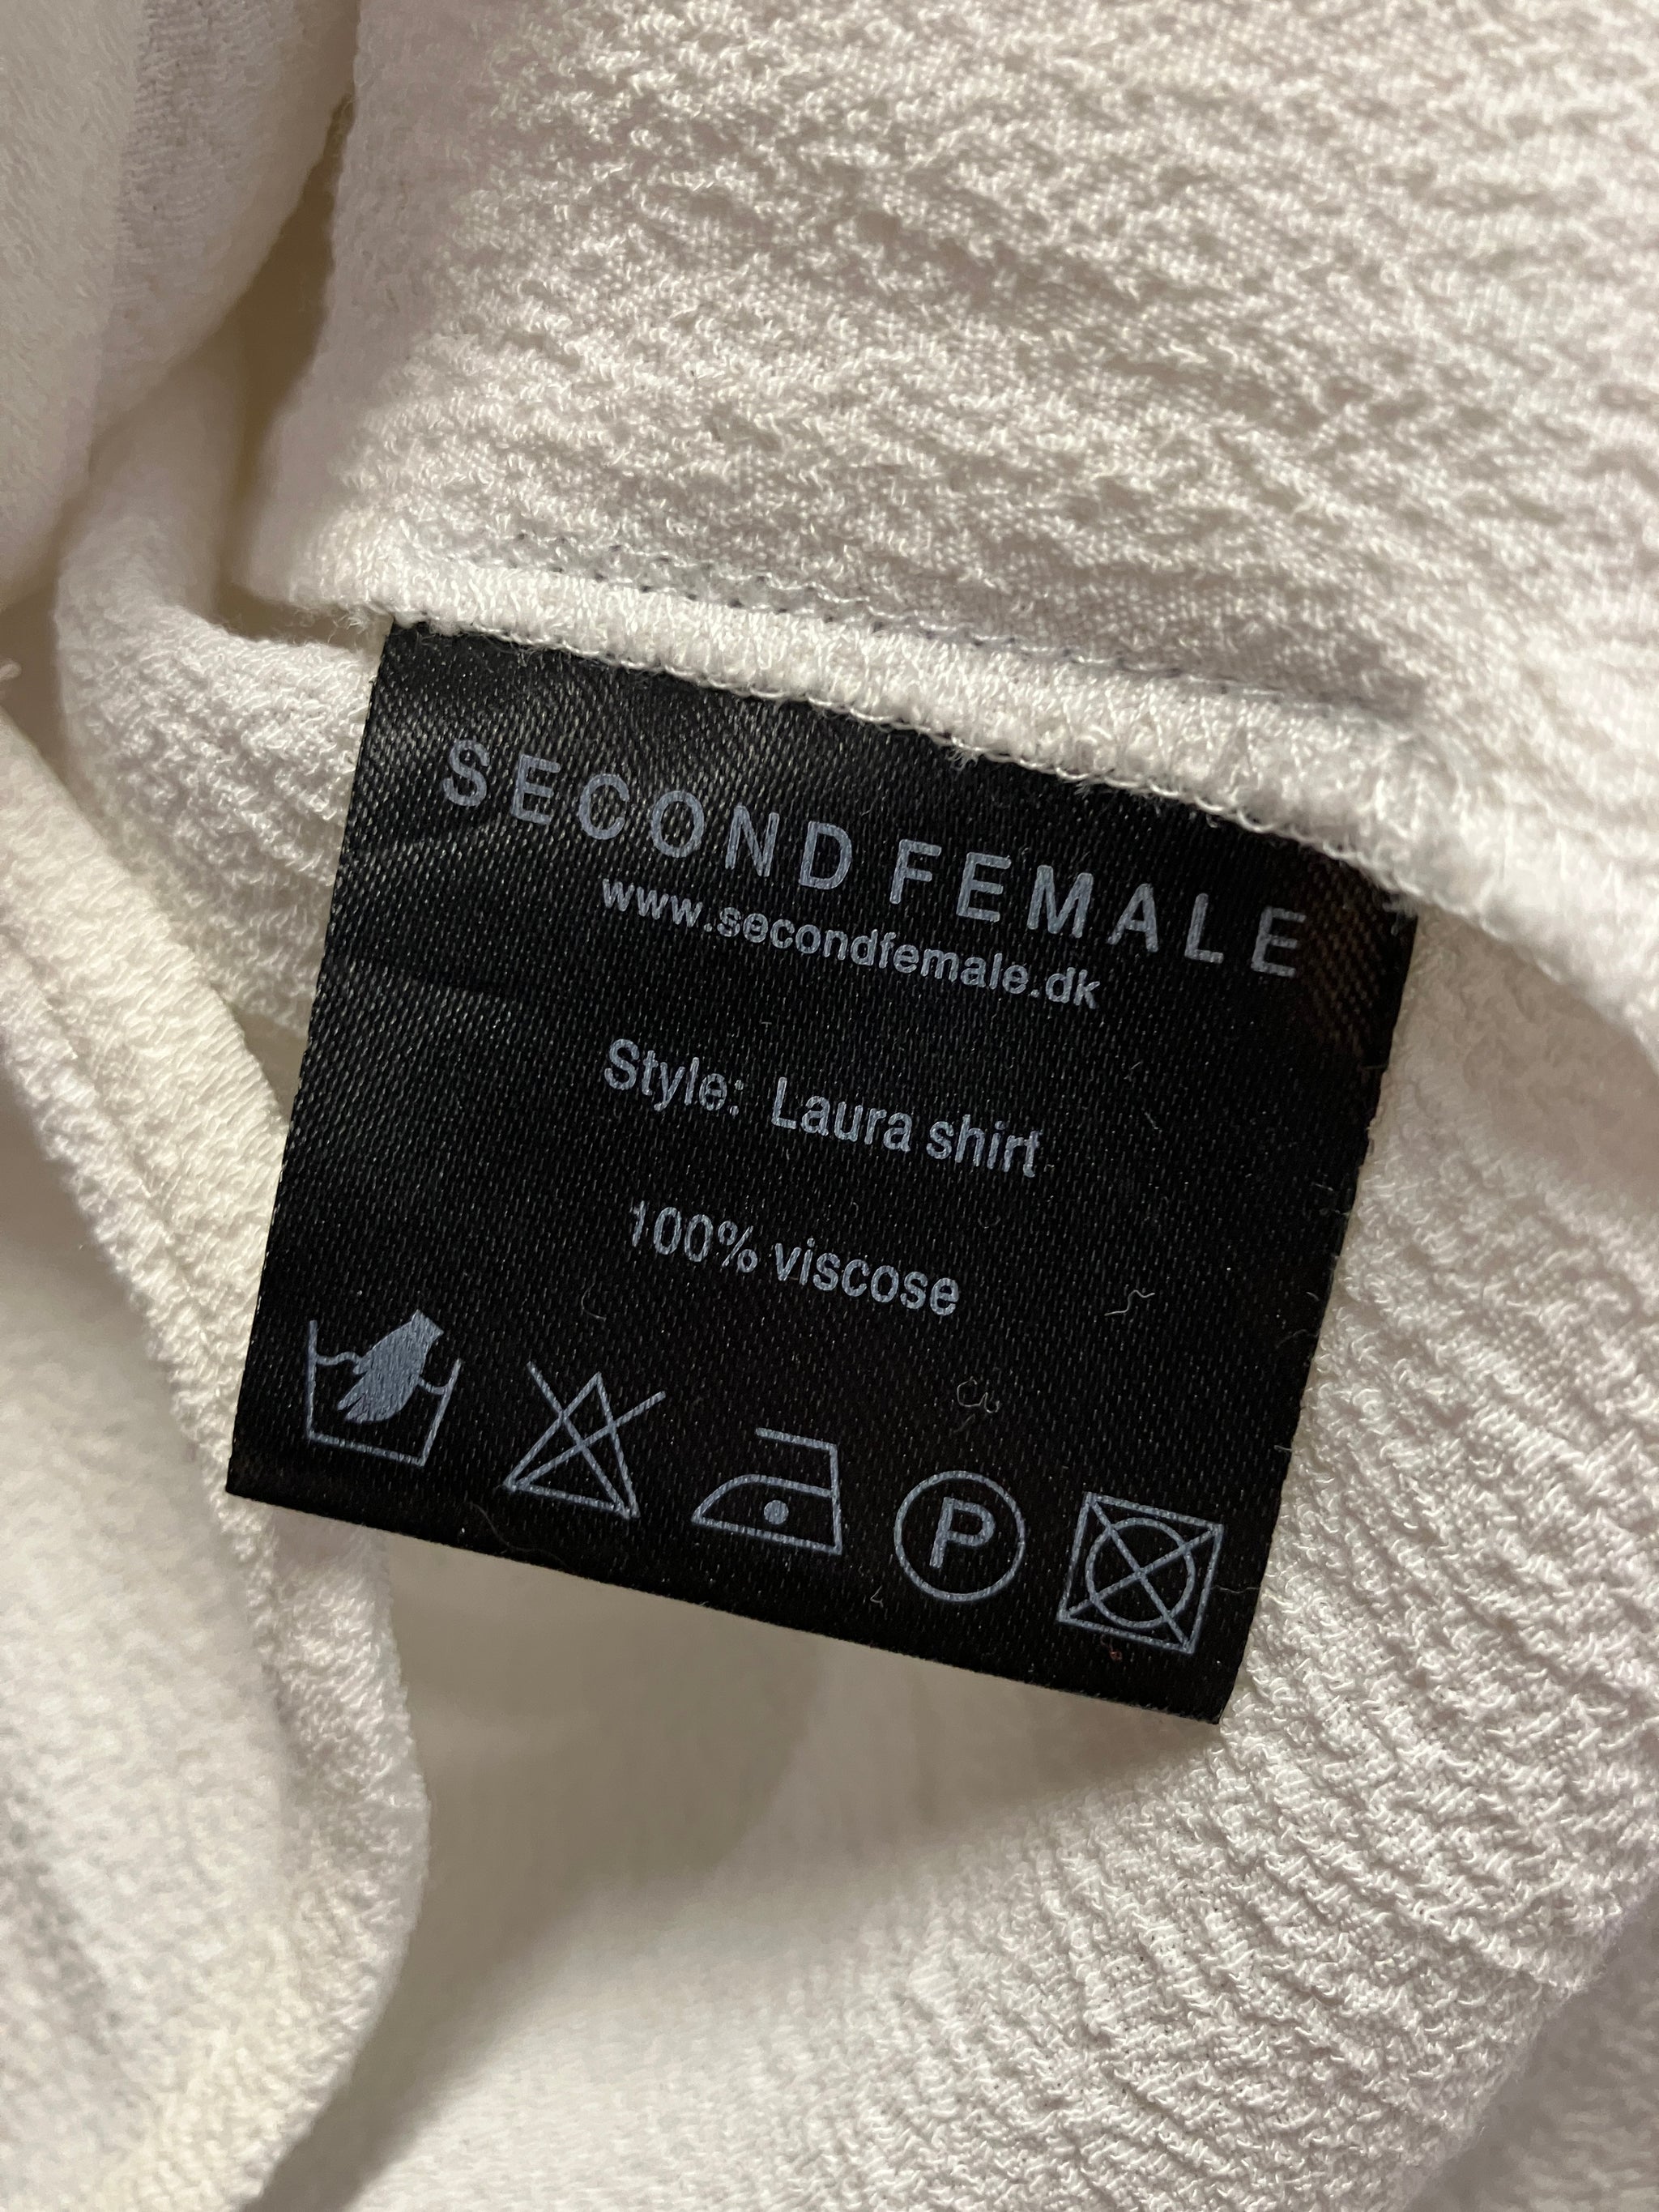 SECOND FEMALE
www.secondfemale.dk
Style: Laura shirt
100% viscose
P